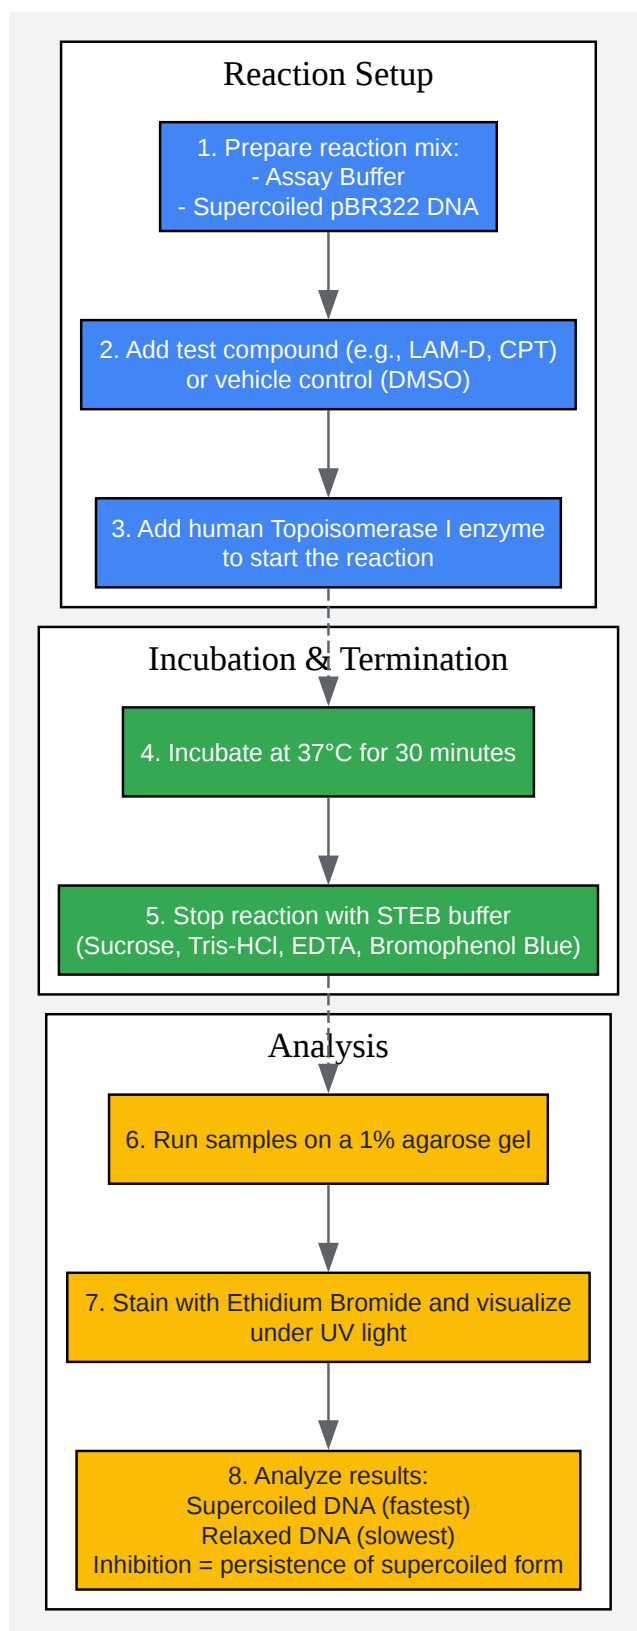 Reaction Setup
1. Prepare reaction mix:
- Assay Buffer
- Supercoiled pBR322 DNA
2. Add test compound (e.g., LAM-D, CPT)
or vehicle control (DMSO)
3. Add human Topoisomerase I enzyme
to start the reaction
Incubation & Termination
4. Incubate at 37°C for 30 minutes
5. Stop reaction with STEB buffer
(Sucrose, Tris-HCl, EDTA, Bromophenol Blue)
Analysis
6. Run samples on a 1% agarose gel
7. Stain with Ethidium Bromide and visualize
under UV light
8. Analyze results:
Supercoiled DNA (fastest)
Relaxed DNA (slowest)
Inhibition = persistence of supercoiled form